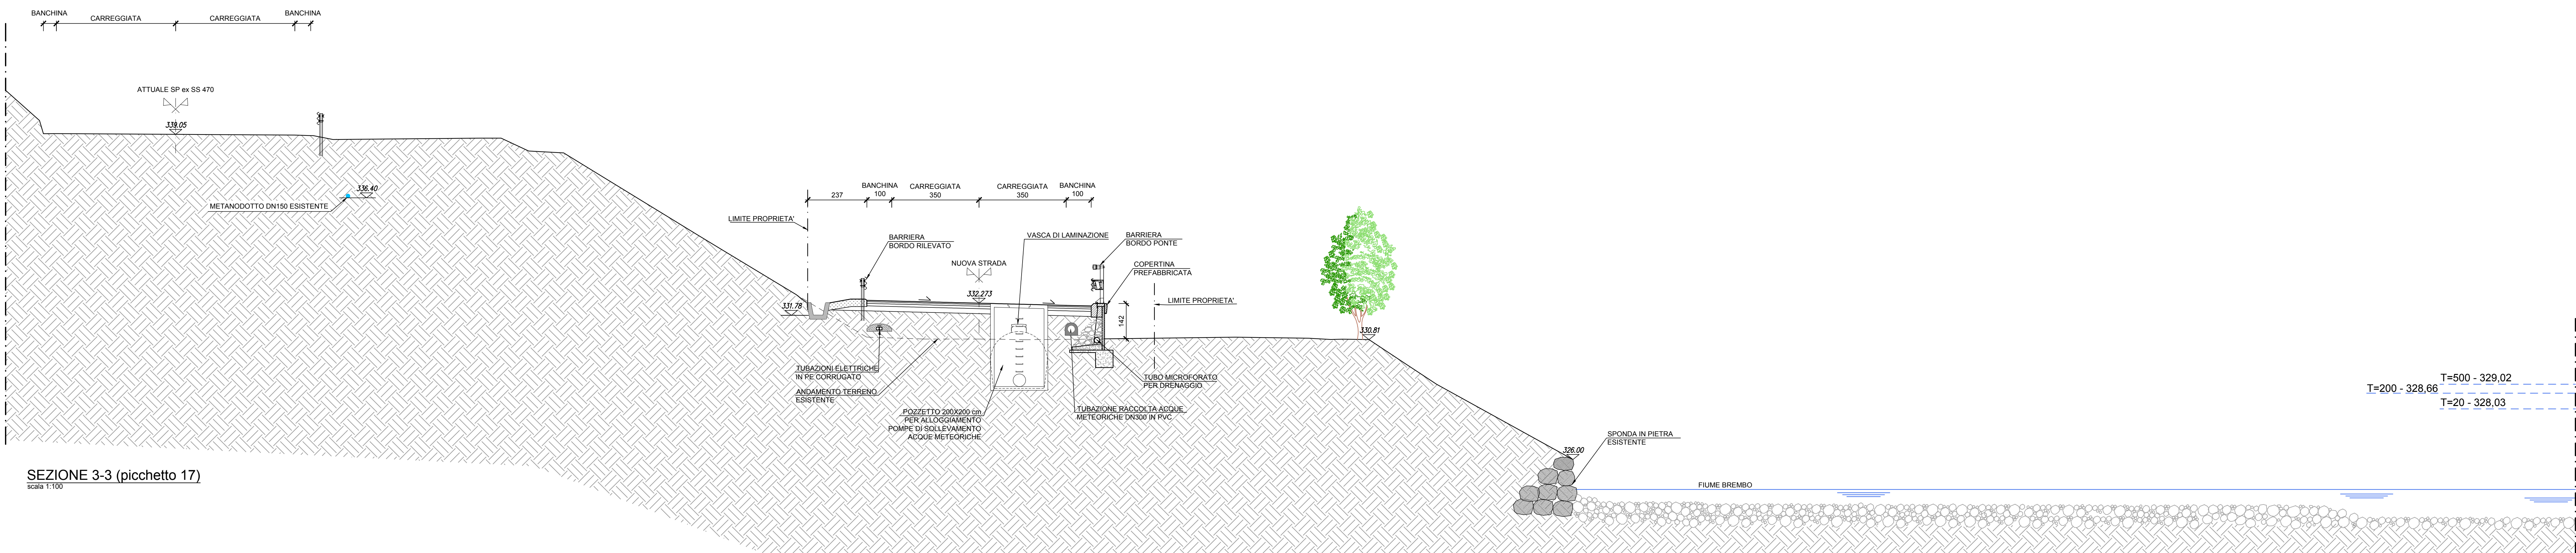 BANCHINA
CARREGGIATA
CARREGGIATA
BANCHINA
ATTUALE SP ex SS 470
339.05
336.40
METANODOTTO DN150 ESISTENTE
237
BANCHINA
100
CARREGGIATA
350
CARREGGIATA
350
BANCHINA
100
LIMITE PROPRIETA'
BARRIERA
BORDO RILEVATO
VASCA DI LAMINAZIONE
BARRIERA
BORDO PONTE
NUOVA STRADA
332.273
COPERTINA
PREFABBRICATA
LIMITE PROPRIETA'
331.78
142
330.81
TUBAZIONI ELETTRICHE
IN PE CORRUGATO
ANDAMENTO TERRENO
ESISTENTE
POZZETTO 200X200 cm
PER ALLOGGIAMENTO
POMPE DI SOLLEVAMENTO
ACQUE METEORICHE
TUBO MICROFORATO
PER DRENAGGIO
TUBAZIONE RACCOLTA ACQUE
METEORICHE DN300 IN PVC
T=500 - 329,02
T=200 - 328,66
T=20 - 328,03
SPONDA IN PIETRA
ESISTENTE
326.00
FIUME BREMBO
SEZIONE 3-3 (picchetto 17)
scala 1:100